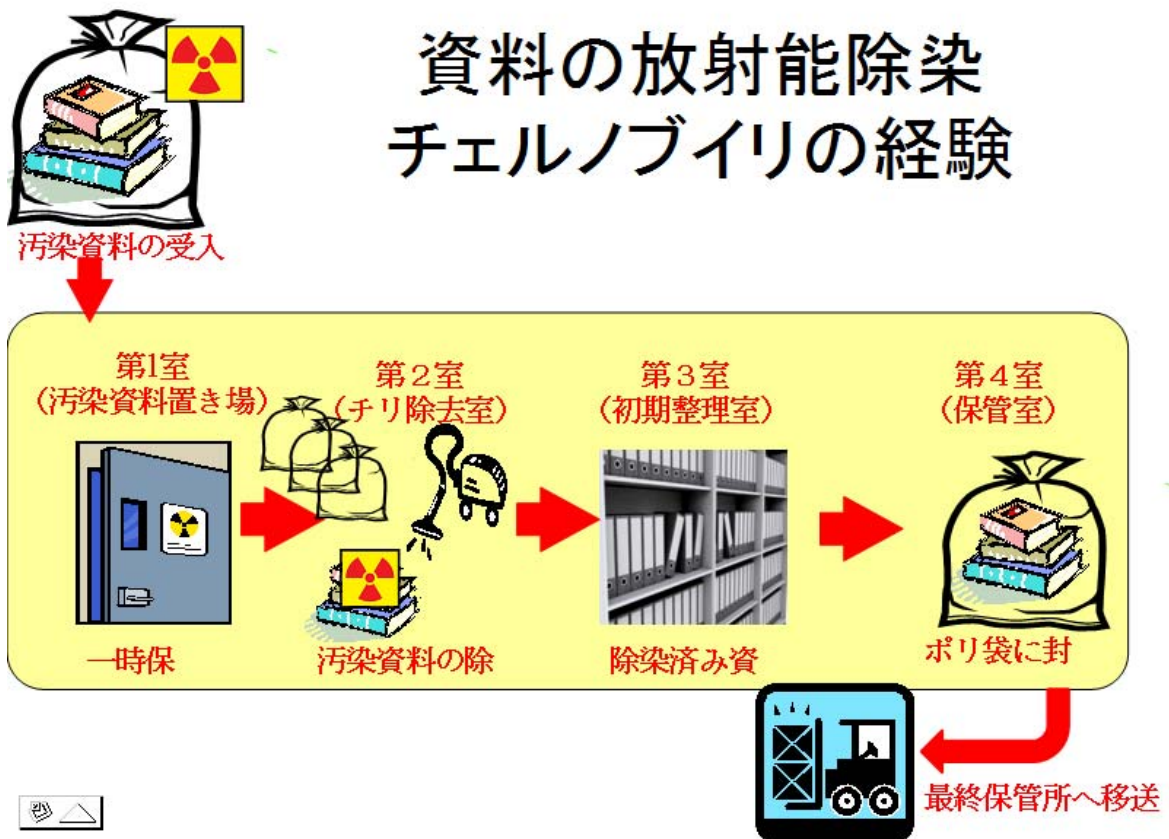 資料の放射能除染
チェルノブイリの経験
汚染資料の受入
第1室
（汚染資料置き場）
一時保
第２室
（チリ除去室）
汚染資料の除
第３室
（初期整理室）
除染済み資
第４室
（保管室）
ポリ袋に封
最終保管所へ移送